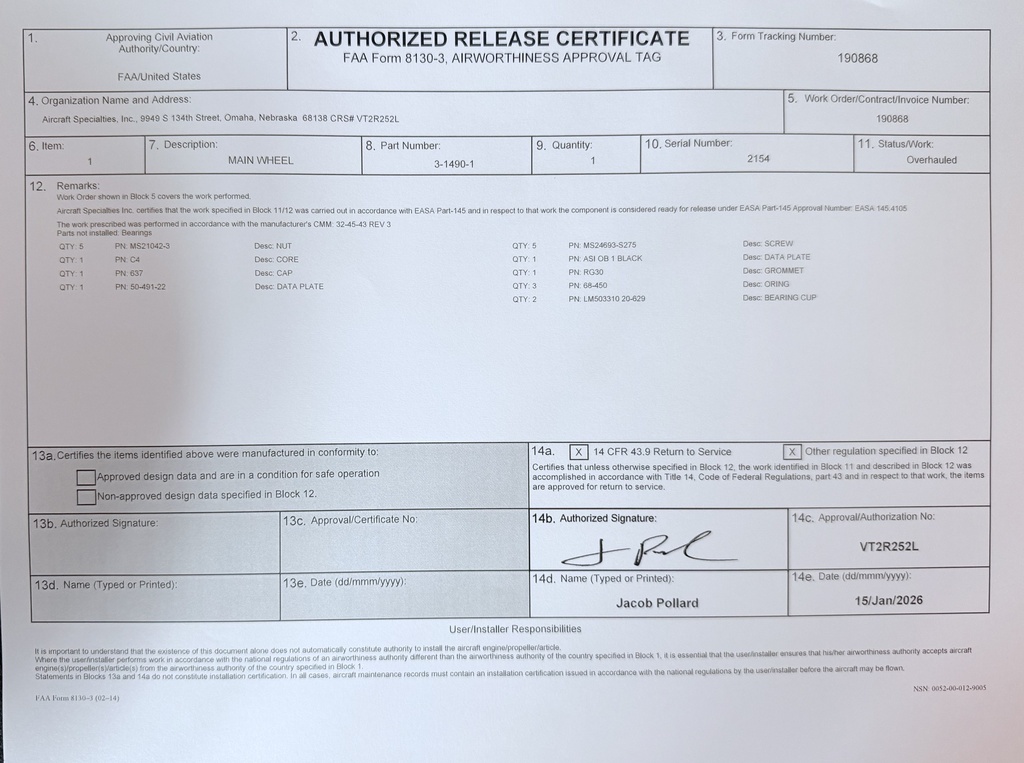 1.
Approving Civil Aviation
Authority/Country:
FAA/United States
2. AUTHORIZED RELEASE CERTIFICATE
FAA Form 8130-3, AIRWORTHINESS APPROVAL TAG
3. Form Tracking Number:
190868
4. Organization Name and Address:
Aircraft Specialties, Inc., 9949 S 134th Street, Omaha, Nebraska 68138 CRS# VT2R252L
5. Work Order/Contract/Invoice Number:
190868
6. Item:
1
7. Description:
MAIN WHEEL
8. Part Number:
3-1490-1
9. Quantity:
1
10. Serial Number:
2154
11. Status/Work:
Overhauled
12. Remarks:
Work Order shown in Block 5 covers the work performed.
Aircraft Specialties Inc. certifies that the work specified in Block 11/12 was carried out in accordance with EASA Part-145 and in respect to that work the component is considered ready for release under EASA Part-145 Approval Number: EASA 145.4105
The work prescribed was performed in accordance with the manufacturer's CMM: 32-45-43 REV 3
Parts not installed: Bearings
QTY: 5 PN: MS21042-3 Desc: NUT
QTY: 1 PN: C4 Desc: CORE
QTY: 1 PN: 637 Desc: CAP
QTY: 1 PN: 50-491-22 Desc: DATA PLATE
QTY: 5 PN: MS24693-S275 Desc: SCREW
QTY: 1 PN: ASI OB 1 BLACK Desc: DATA PLATE
QTY: 1 PN: RG30 Desc: GROMMET
QTY: 3 PN: 68-450 Desc: ORING
QTY: 2 PN: LM503310 20-629 Desc: BEARING CUP
13a. Certifies the items identified above were manufactured in conformity to:
Approved design data and are in a condition for safe operation
Non-approved design data specified in Block 12.
14a. X 14 CFR 43.9 Return to Service X Other regulation specified in Block 12
Certifies that unless otherwise specified in Block 12, the work identified in Block 11 and described in Block 12 was
accomplished in accordance with Title 14, Code of Federal Regulations, part 43 and in respect to that work, the items
are approved for return to service.
13b. Authorized Signature:
13c. Approval/Certificate No:
14b. Authorized Signature:
14c. Approval/Authorization No:
VT2R252L
13d. Name (Typed or Printed):
13e. Date (dd/mmm/yyyy):
14d. Name (Typed or Printed):
Jacob Pollard
14e. Date (dd/mmm/yyyy):
15/Jan/2026
User/Installer Responsibilities
It is important to understand that the existence of this document alone does not automatically constitute authority to install the aircraft engine/propeller/article.
Where the user/installer performs work in accordance with the national regulations of an airworthiness authority different than the airworthiness authority of the country specified in Block 1, it is essential that the user/installer ensures that his/her airworthiness authority accepts aircraft
engine(s)/propeller(s)/article(s) from the airworthiness authority of the country specified in Block 1.
Statements in Blocks 13a and 14a do not constitute installation certification. In all cases, aircraft maintenance records must contain an installation certification issued in accordance with the national regulations by the user/installer before the aircraft may be flown.
FAA Form 8130-3 (02-14)
NSN: 0052-00-012-9005